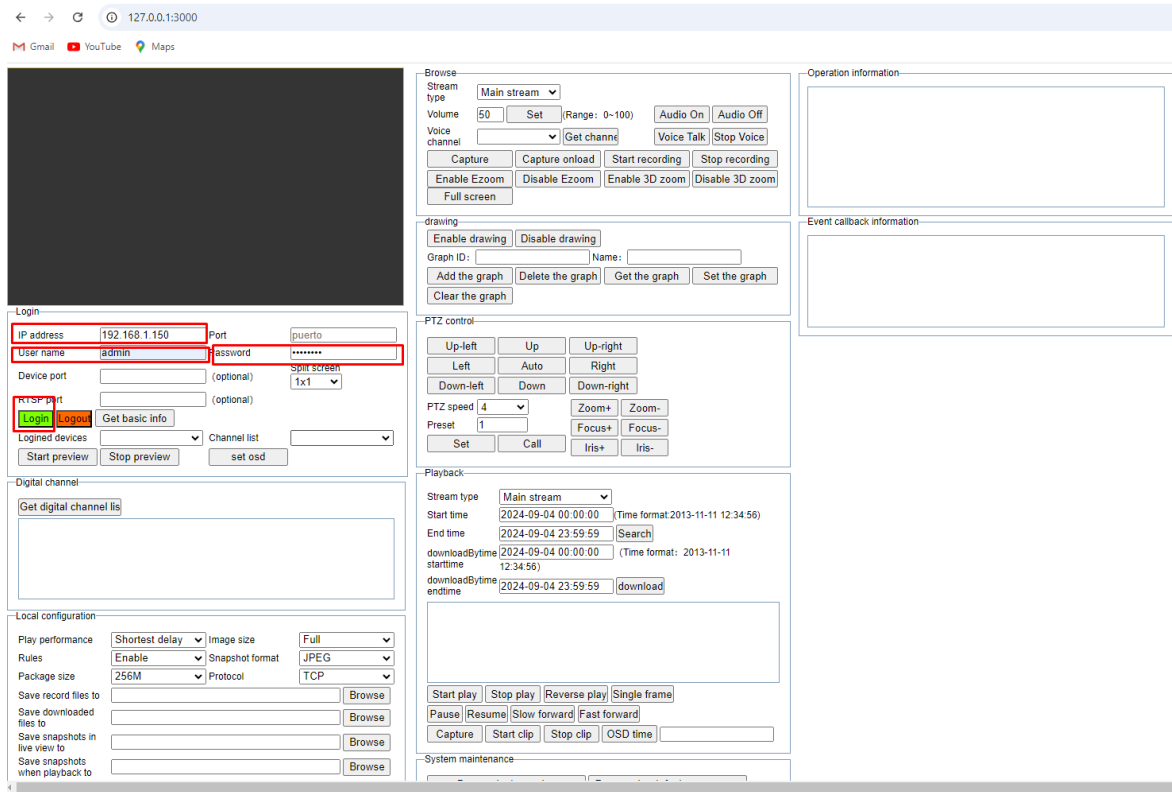 127.0.0.1:3000
Gmail YouTube Maps
Login
IP address 192.168.1.150 Port puerto
User name admin Password ••••••••
Device port (optional) Split screen
1x1
RTSP port (optional)
Login Logout Get basic info
Logined devices Channel list
Start preview Stop preview set osd
Digital channel
Get digital channel lis
Local configuration
Play performance Shortest delay Image size Full
Rules Enable Snapshot format JPEG
Package size 256M Protocol TCP
Save record files to Browse
Save downloaded
files to Browse
Save snapshots in
live view to Browse
Save snapshots
when playback to Browse
Browse
Stream
type Main stream
Volume 50 Set (Range: 0~100) Audio On Audio Off
Voice
channel Get channe Voice Talk Stop Voice
Capture Capture onload Start recording Stop recording
Enable Ezoom Disable Ezoom Enable 3D zoom Disable 3D zoom
Full screen
drawing
Enable drawing Disable drawing
Graph ID: Name:
Add the graph Delete the graph Get the graph Set the graph
Clear the graph
PTZ control
Up-left Up Up-right
Left Auto Right
Down-left Down Down-right
PTZ speed 4 Zoom+ Zoom-
Preset 1 Focus+ Focus-
Set Call Iris+ Iris-
Playback
Stream type Main stream
Start time 2024-09-04 00:00:00 (Time format:2013-11-11 12:34:56)
End time 2024-09-04 23:59:59 Search
downloadBytime
starttime 2024-09-04 00:00:00 (Time format: 2013-11-11
12:34:56)
downloadBytime
endtime 2024-09-04 23:59:59 download
Start play Stop play Reverse play Single frame
Pause Resume Slow forward Fast forward
Capture Start clip Stop clip OSD time
System maintenance
Operation information
Event callback information